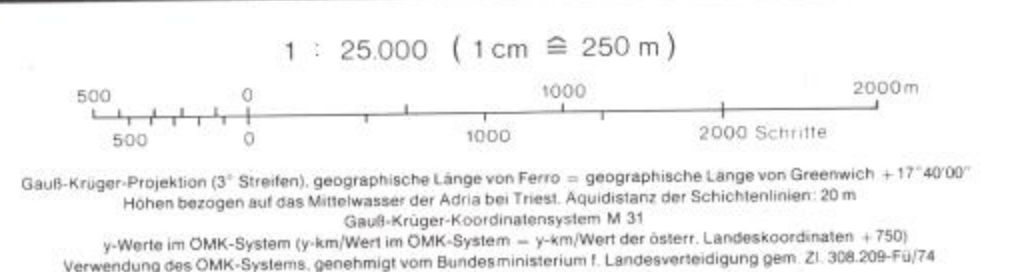 1 : 25.000 ( 1 cm ≙ 250 m )
500 0 1000 2000 m
500 0 1000 2000 Schritte
Gauß-Krüger-Projektion (3° Streifen), geographische Länge von Ferro = geographische Länge von Greenwich + 17°40'00"
Höhen bezogen auf das Mittelwasser der Adria bei Triest. Äquidistanz der Schichtenlinien: 20 m
Gauß-Krüger-Koordinatensystem M 31
y-Werte im ÖMK-System (y-km/Wert im ÖMK-System = y-km/Wert der österr. Landeskoordinaten + 750)
Verwendung des ÖMK-Systems, genehmigt vom Bundesministerium f. Landesverteidigung gem. Zl. 308.209-Fü/74